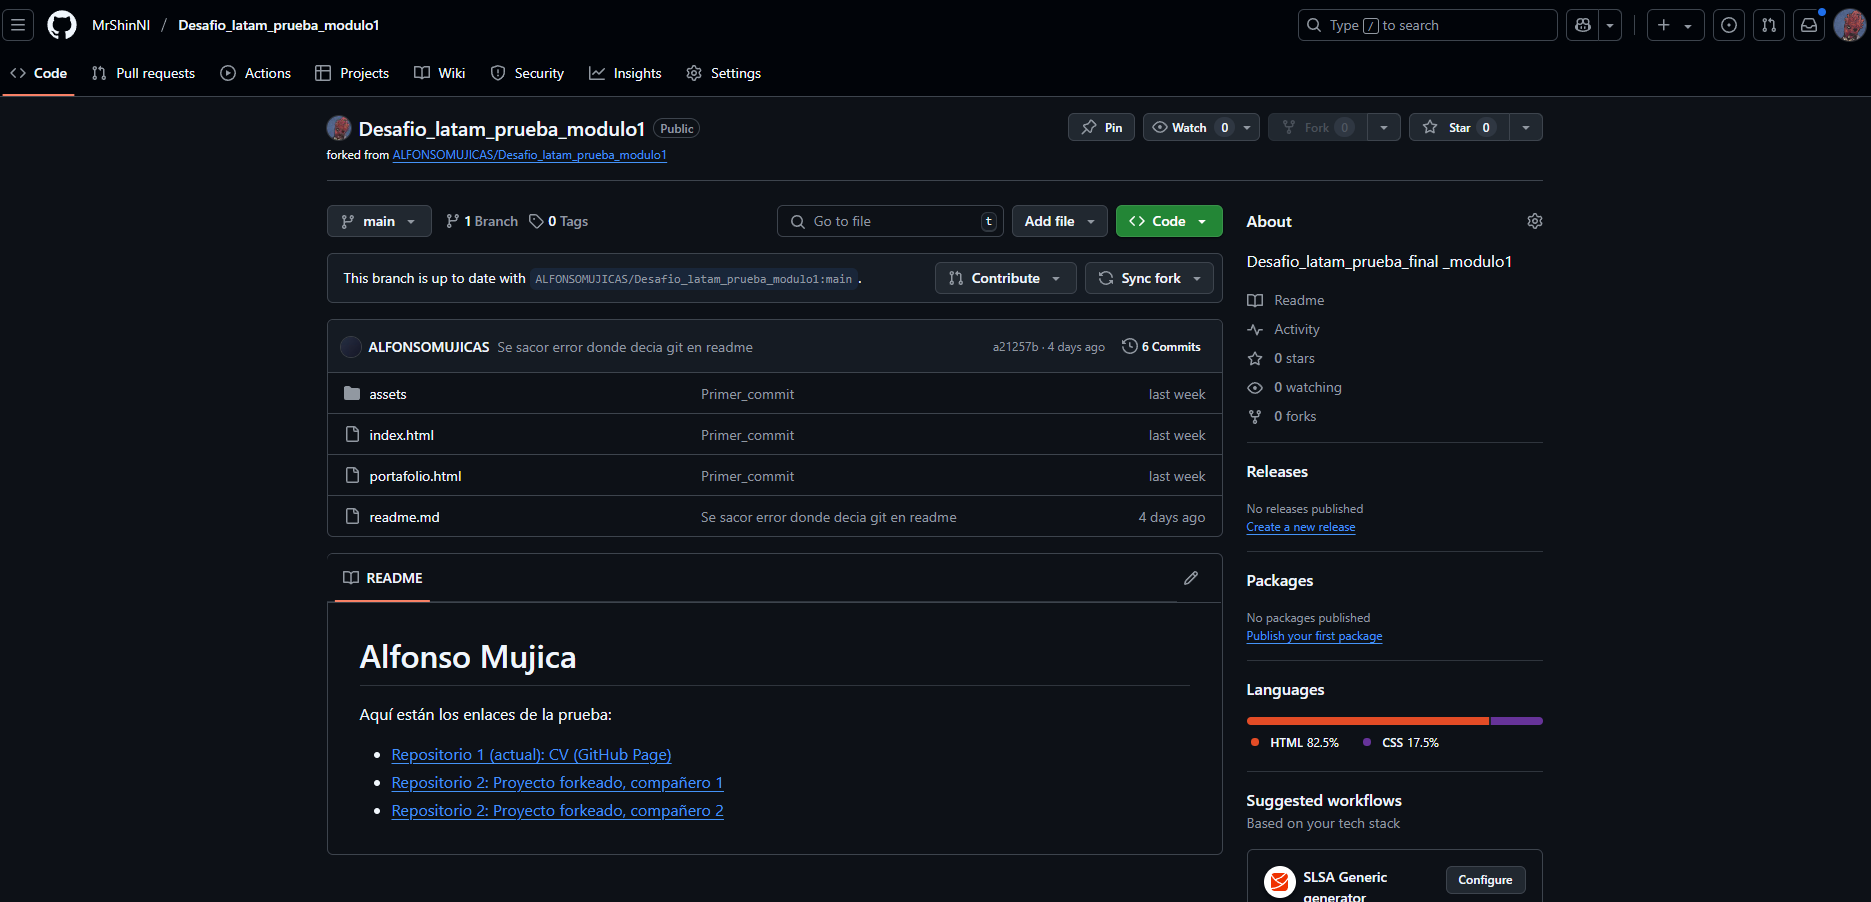 MrShinNI / Desafio_latam_prueba_modulo1
Type / to search
Code Pull requests Actions Projects Wiki Security Insights Settings
Desafio_latam_prueba_modulo1 Public
Pin Watch 0 Fork 0 Star 0
forked from ALFONSOMUJICAS/Desafio_latam_prueba_modulo1
main 1 Branch 0 Tags Go to file t Add file Code
This branch is up to date with ALFONSOMUJICAS/Desafio_latam_prueba_modulo1:main .
Contribute Sync fork
ALFONSOMUJICAS Se sacor error donde decia git en readme a21257b · 4 days ago 6 Commits
assets Primer_commit last week
index.html Primer_commit last week
portafolio.html Primer_commit last week
readme.md Se sacor error donde decia git en readme 4 days ago
README
Alfonso Mujica
Aquí están los enlaces de la prueba:
Repositorio 1 (actual): CV (GitHub Page)
Repositorio 2: Proyecto forkeado, compañero 1
Repositorio 2: Proyecto forkeado, compañero 2
About
Desafio_latam_prueba_final _modulo1
Readme
Activity
0 stars
0 watching
0 forks
Releases
No releases published
Create a new release
Packages
No packages published
Publish your first package
Languages
HTML 82.5% CSS 17.5%
Suggested workflows
Based on your tech stack
SLSA Generic
generator
Configure